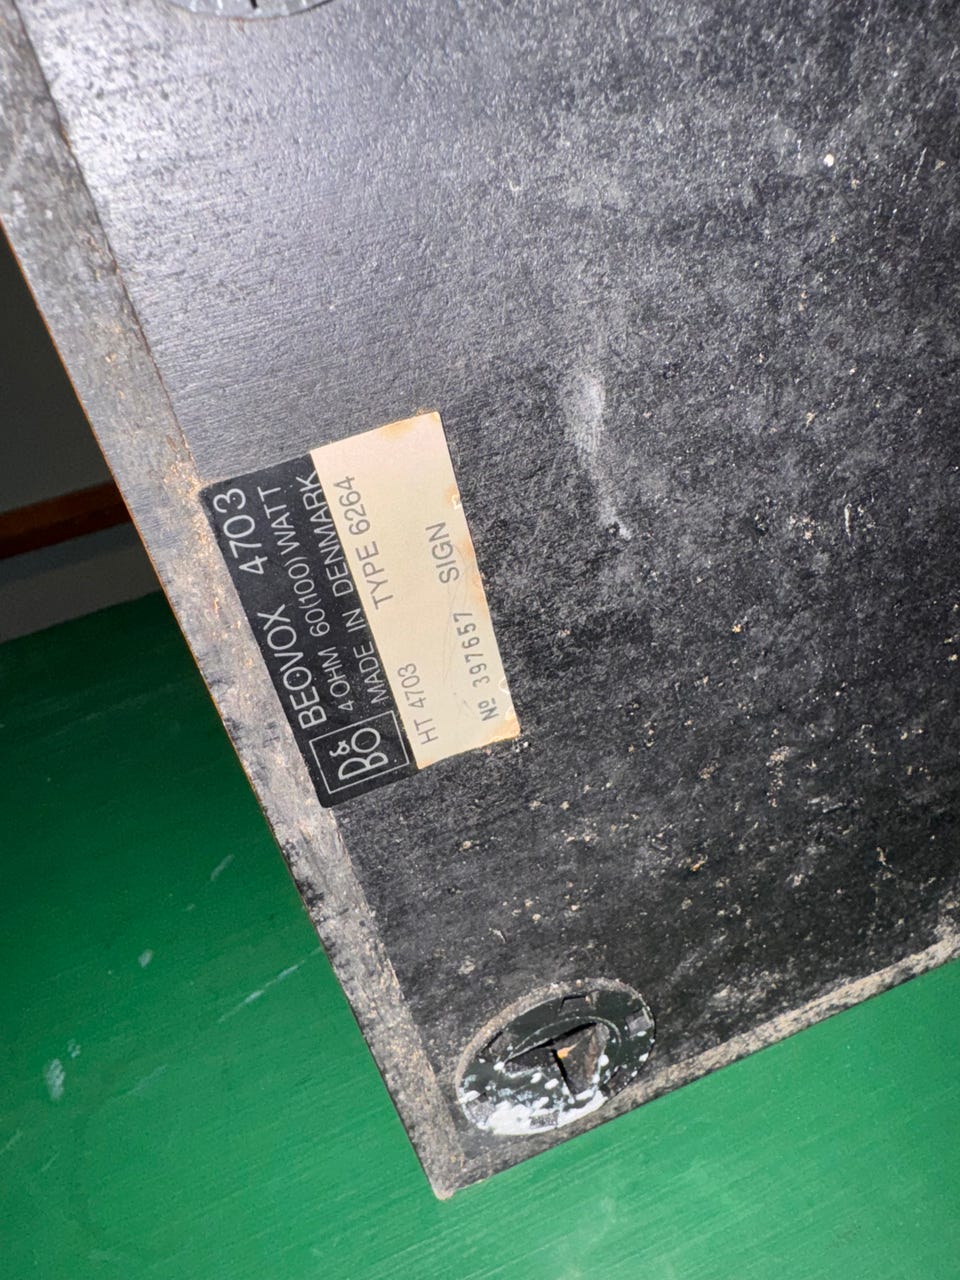 B&O
BEOVOX 4703
4 OHM 60(100) WATT
MADE IN DENMARK
TYPE 6264
HT 4703
No 397657 SIGN